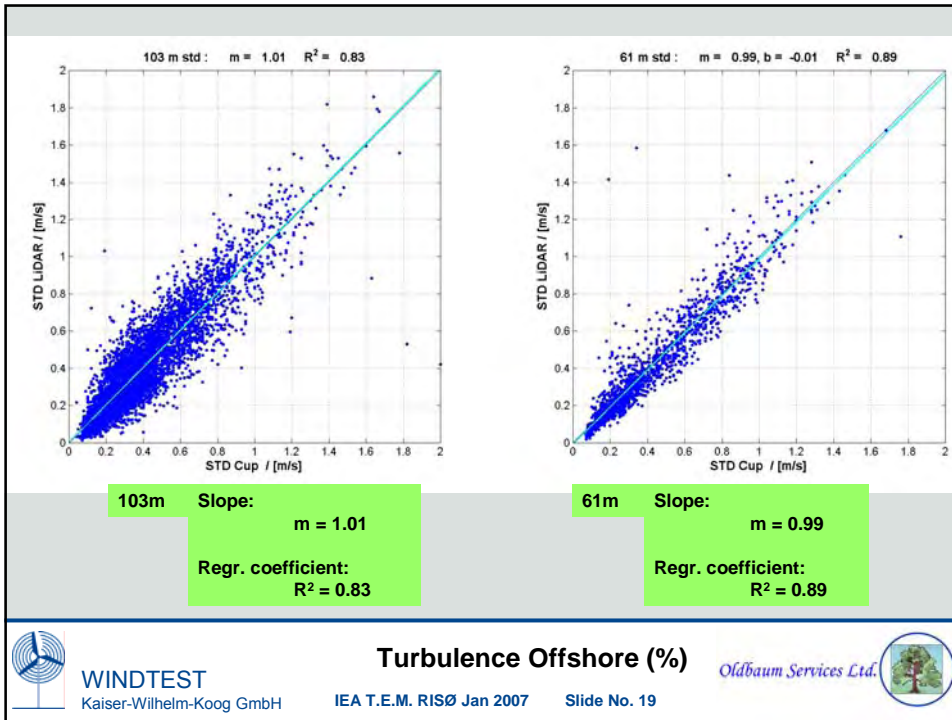 103 m std : m = 1.01 R² = 0.83
2
1.8
1.6
1.4
1.2
1
0.8
0.6
0.4
0.2
0
STD LiDAR / [m/s]
0 0.2 0.4 0.6 0.8 1 1.2 1.4 1.6 1.8 2
STD Cup / [m/s]
61 m std : m = 0.99, b = -0.01 R² = 0.89
2
1.8
1.6
1.4
1.2
1
0.8
0.6
0.4
0.2
0
STD LiDAR / [m/s]
0 0.2 0.4 0.6 0.8 1 1.2 1.4 1.6 1.8 2
STD Cup / [m/s]
103m Slope:
m = 1.01
Regr. coefficient:
R² = 0.83
61m Slope:
m = 0.99
Regr. coefficient:
R² = 0.89
WINDTEST
Kaiser-Wilhelm-Koog GmbH
Turbulence Offshore (%)
IEA T.E.M. RISØ Jan 2007 Slide No. 19
Oldbaum Services Ltd.